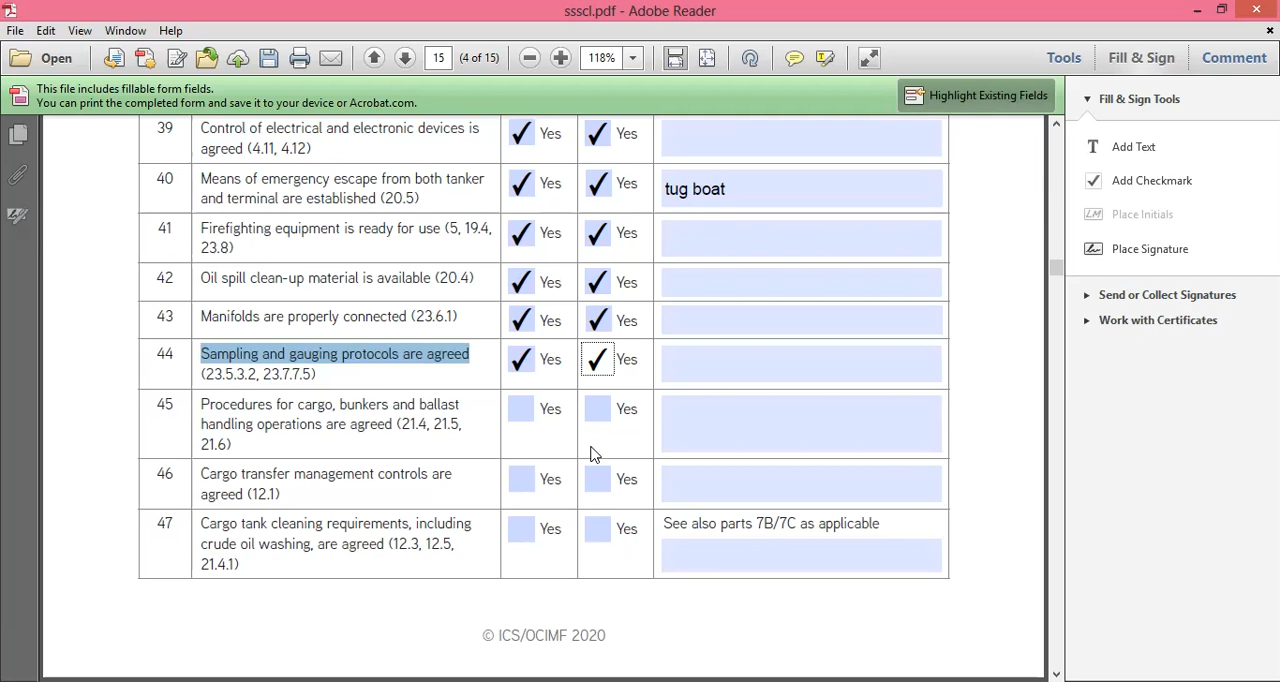 ssscl.pdf - Adobe Reader
File Edit View Window Help
Open 15 (4 of 15) 118% Tools Fill & Sign Comment
This file includes fillable form fields.
You can print the completed form and save it to your device or Acrobat.com.
Highlight Existing Fields
39 Control of electrical and electronic devices is Yes Yes
agreed (4.11, 4.12)
40 Means of emergency escape from both tanker Yes Yes tug boat
and terminal are established (20.5)
41 Firefighting equipment is ready for use (5, 19.4, Yes Yes
23.8)
42 Oil spill clean-up material is available (20.4) Yes Yes
43 Manifolds are properly connected (23.6.1) Yes Yes
44 Sampling and gauging protocols are agreed Yes Yes
(23.5.3.2, 23.7.7.5)
45 Procedures for cargo, bunkers and ballast Yes Yes
handling operations are agreed (21.4, 21.5,
21.6)
46 Cargo transfer management controls are Yes Yes
agreed (12.1)
47 Cargo tank cleaning requirements, including Yes Yes See also parts 7B/7C as applicable
crude oil washing, are agreed (12.3, 12.5,
21.4.1)
© ICS/OCIMF 2020
Fill & Sign Tools
Add Text
Add Checkmark
LM Place Initials
Place Signature
Send or Collect Signatures
Work with Certificates